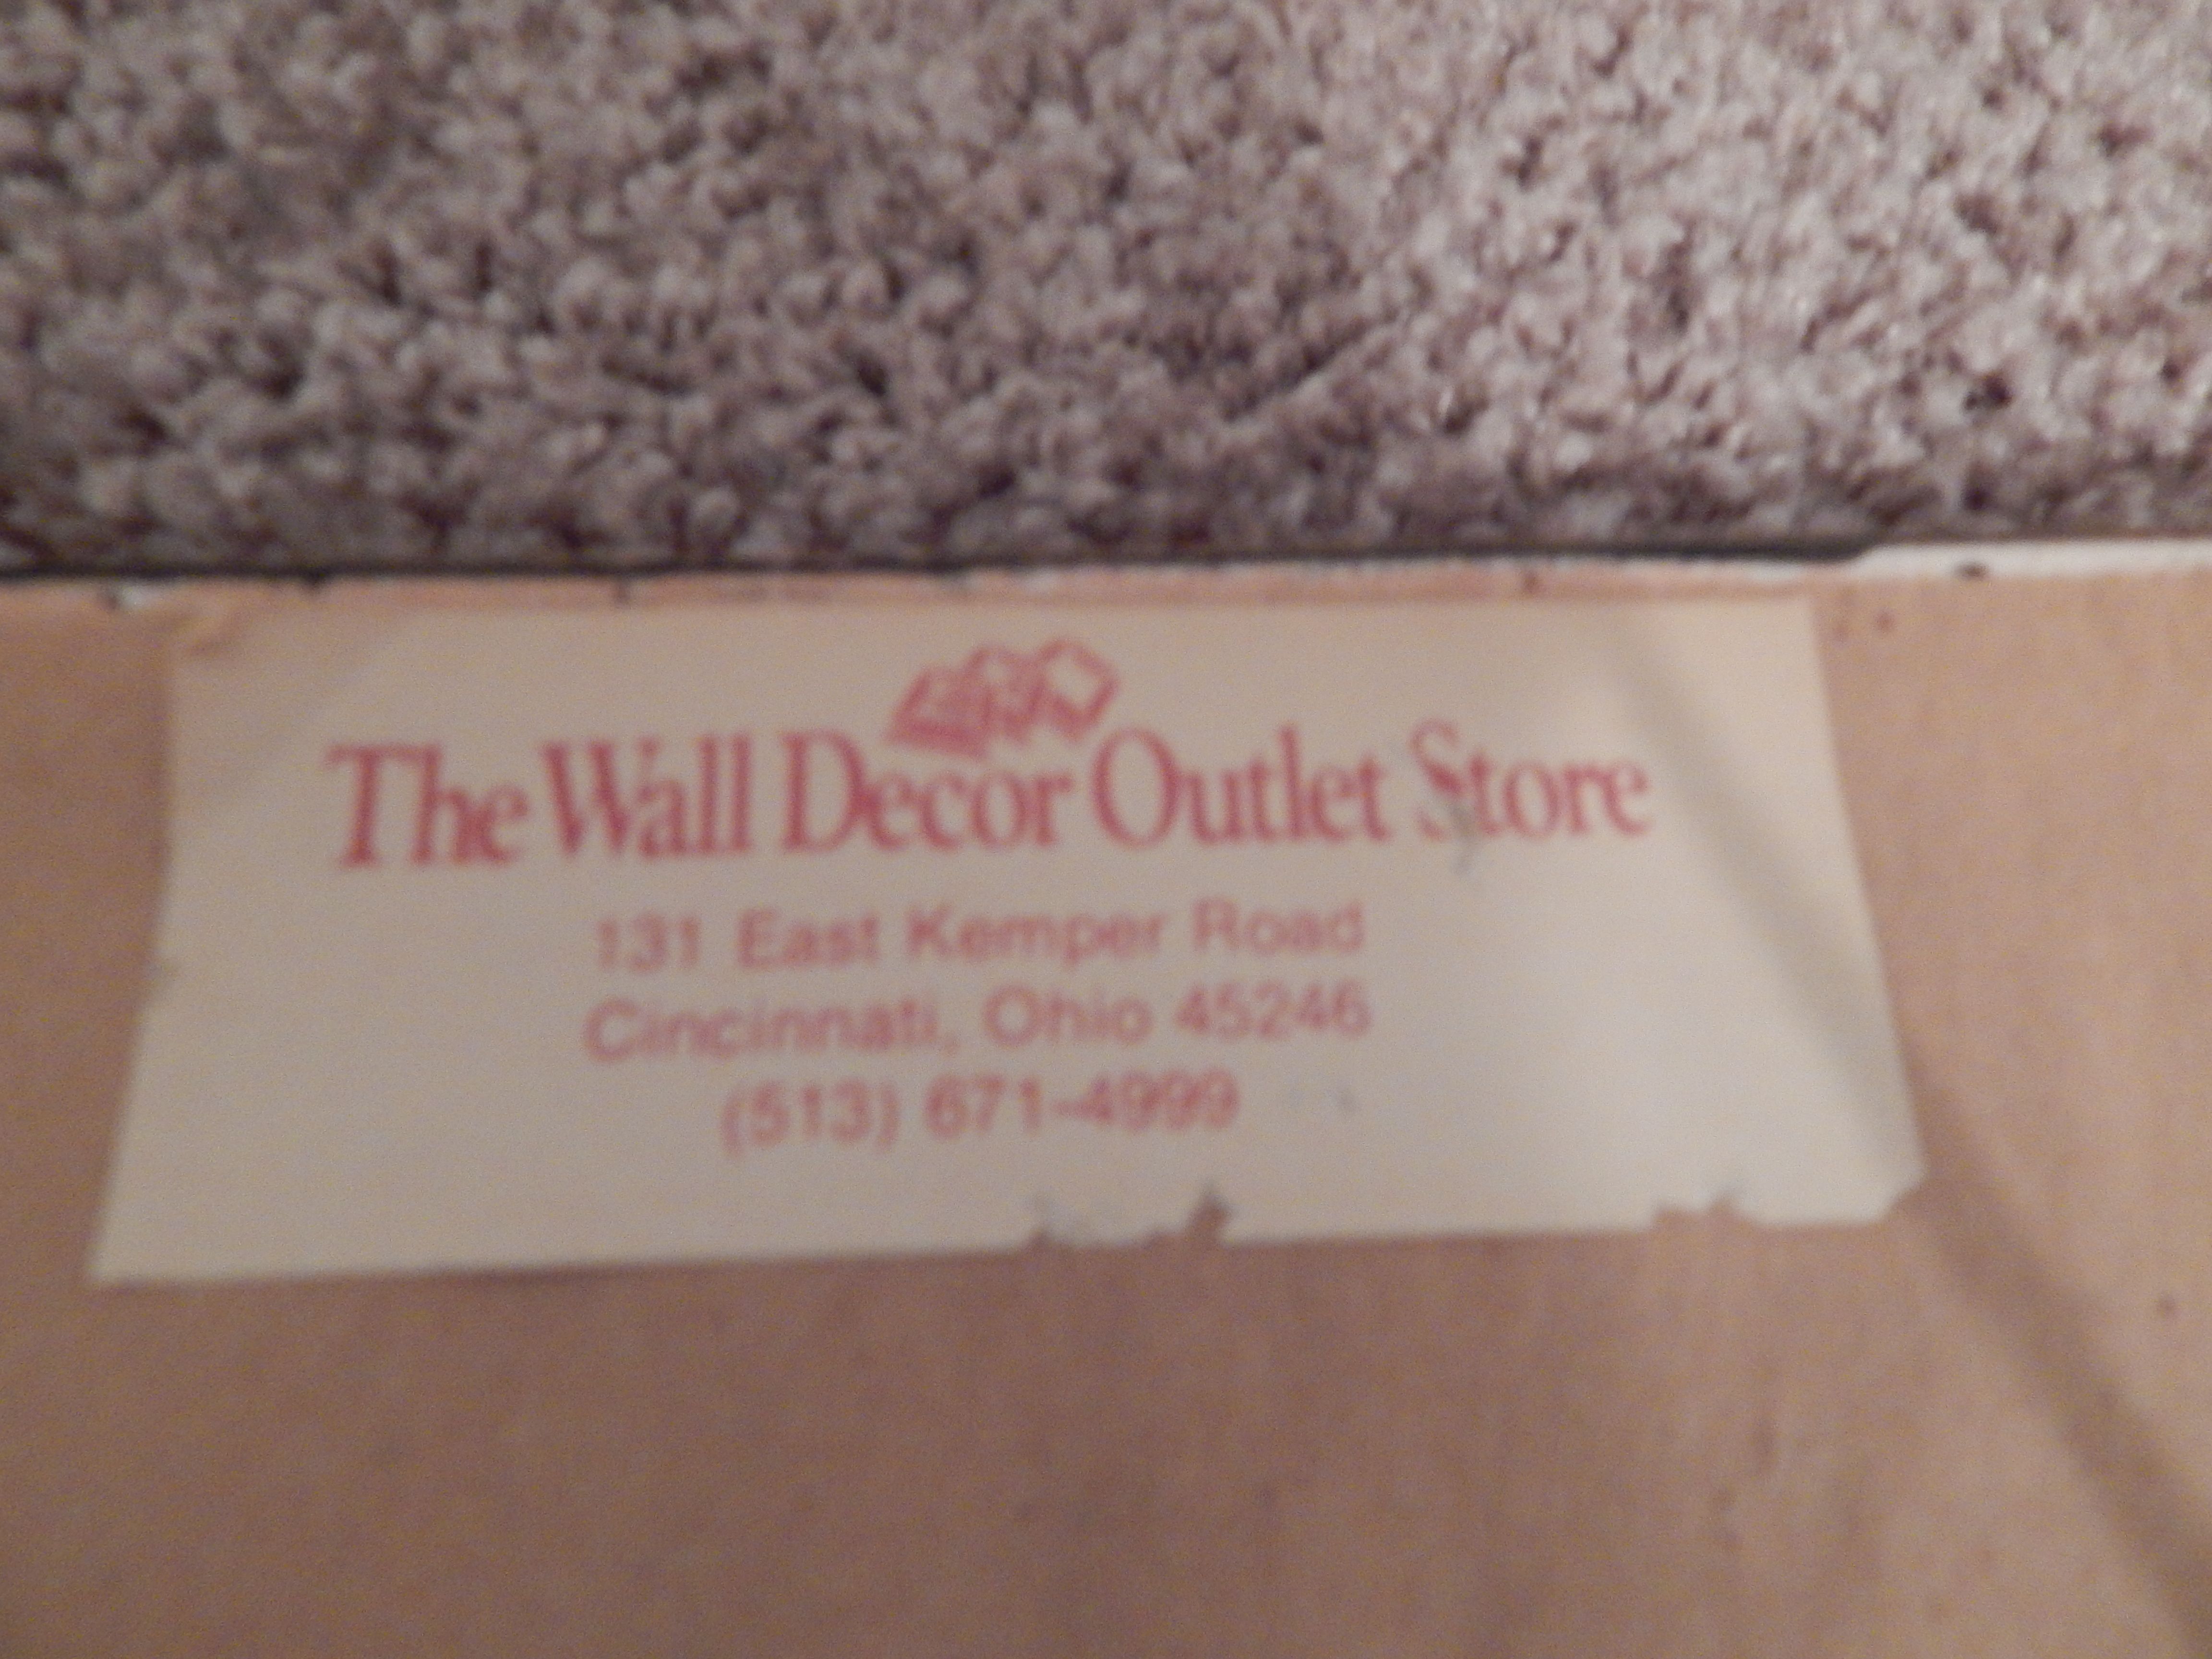 The Wall Decor Outlet Store
131 East Kemper Road
Cincinnati, Ohio 45246
(513) 671-4999